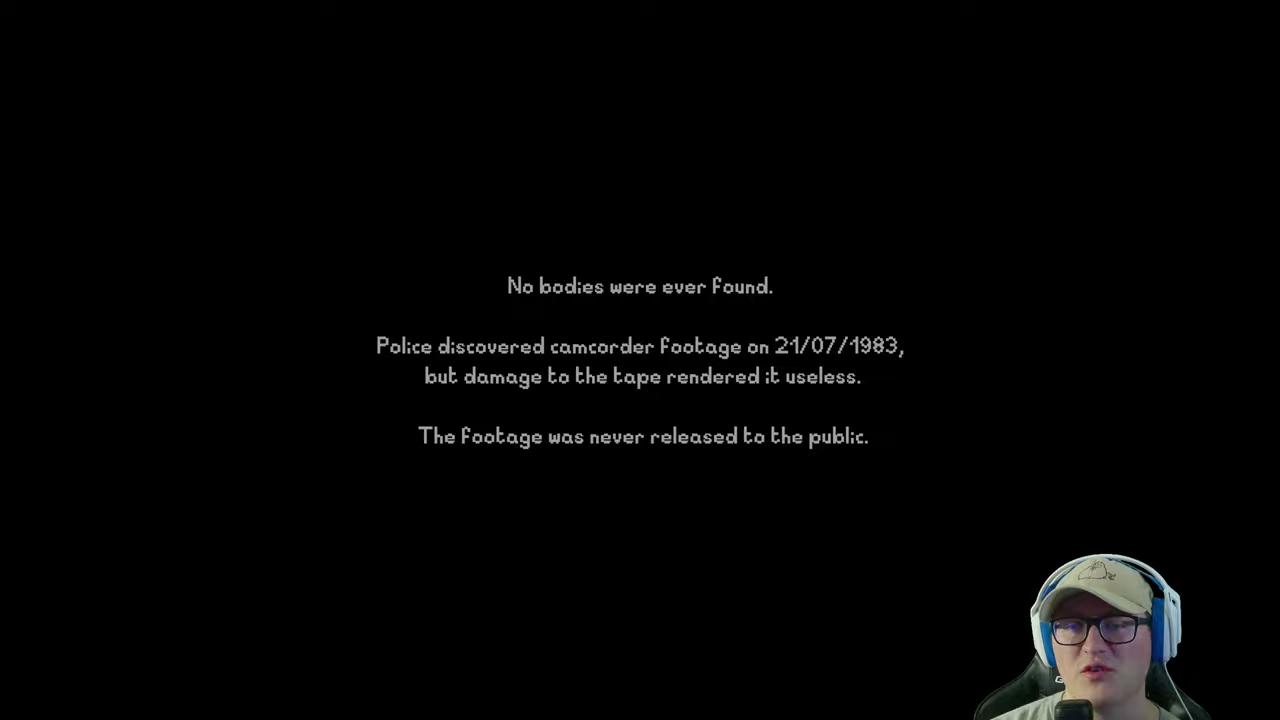 No bodies were ever found.
Police discovered camcorder footage on 21/07/1983,
but damage to the tape rendered it useless.
The footage was never released to the public.